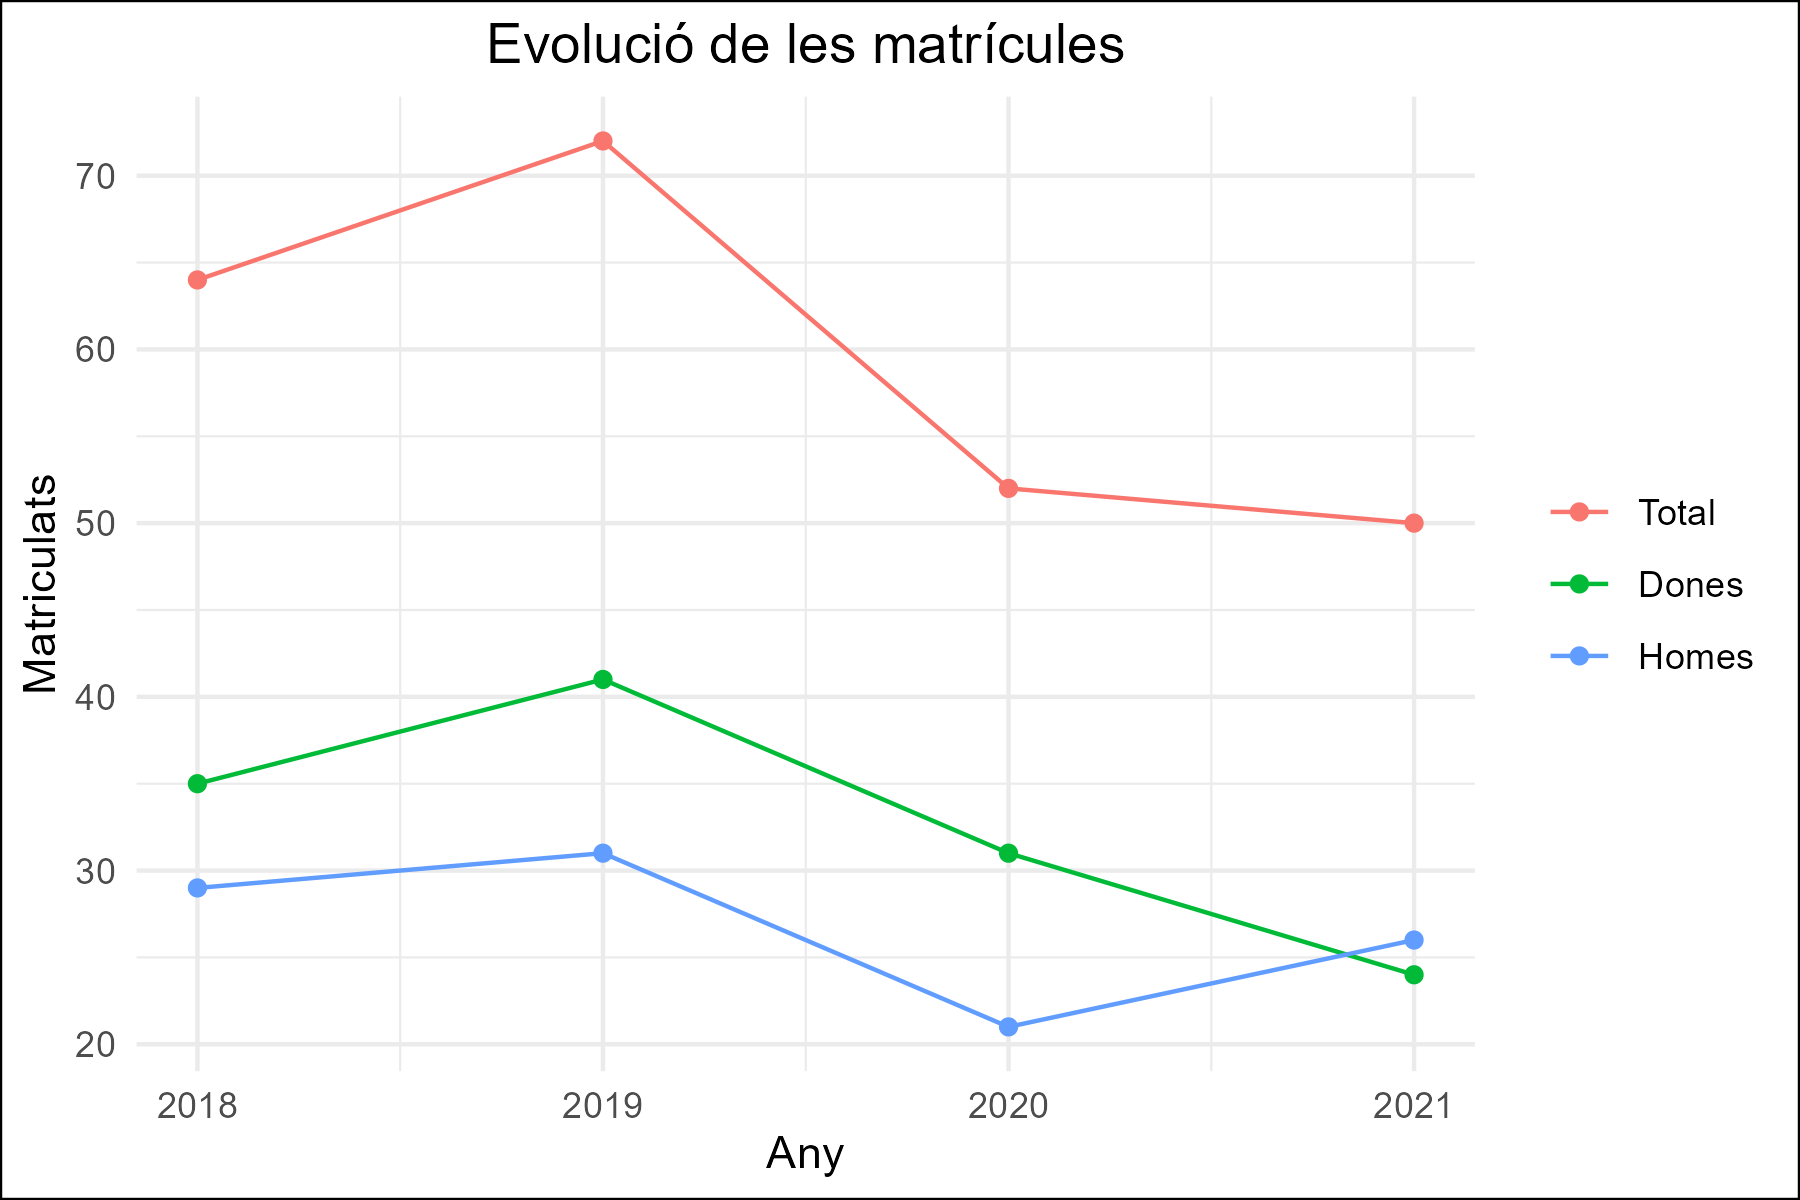 Evolució de les matrícules
Matriculats
70
60
50
40
30
20
2018 2019 2020 2021
Any
Total
Dones
Homes